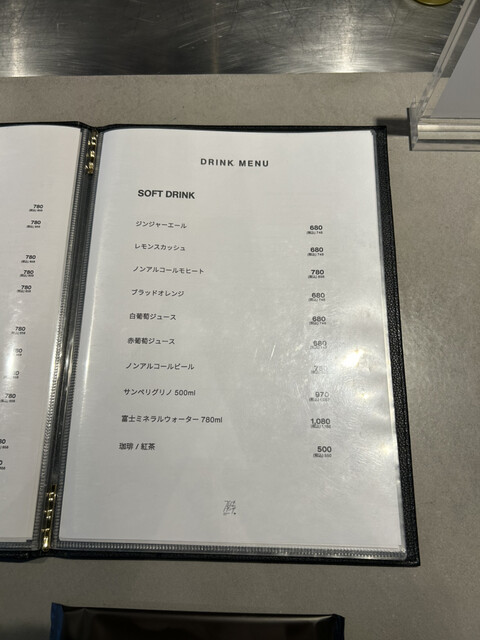 DRINK MENU
SOFT DRINK
ジンジャーエール 680
レモンスカッシュ 680
ノンアルコールモヒート 780
ブラッドオレンジ 680
白葡萄ジュース 680
赤葡萄ジュース 680
ノンアルコールビール
サンペリグリノ 500ml 970
富士ミネラルウォーター 780ml 1,080
珈琲 / 紅茶 500
780
780
780
780
780
780
780
780